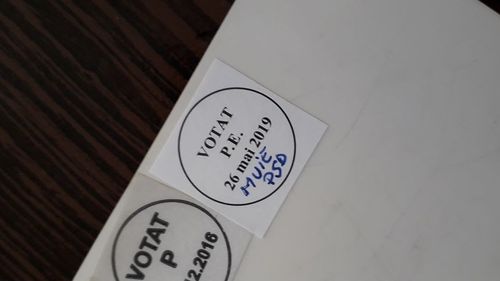 VOTAT
P.E.
26 mai 2019
MUIE
PSD
VOTAT
P
.12.2016